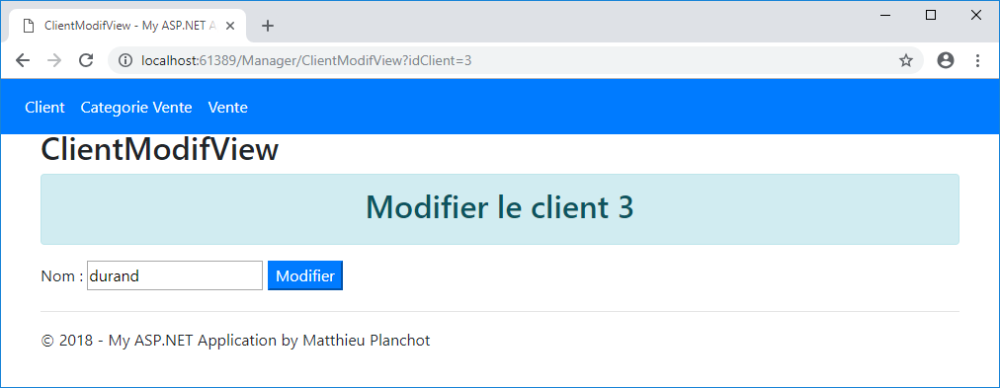 ClientModifView - My ASP.NET A
localhost:61389/Manager/ClientModifView?idClient=3
Client Categorie Vente Vente
ClientModifView
Modifier le client 3
Nom : durand Modifier
© 2018 - My ASP.NET Application by Matthieu Planchot